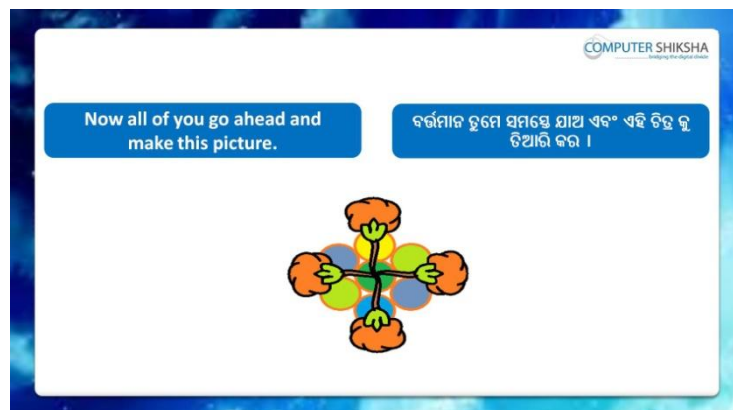 COMPUTER SHIKSHA
bridging the digital divide
Now all of you go ahead and
make this picture.
ବର୍ତ୍ତମାନ ତୁମେ ସମସ୍ତେ ଯାଅ ଏବଂ ଏହି ଚିତ୍ର କୁ
ତିଆରି କର ।